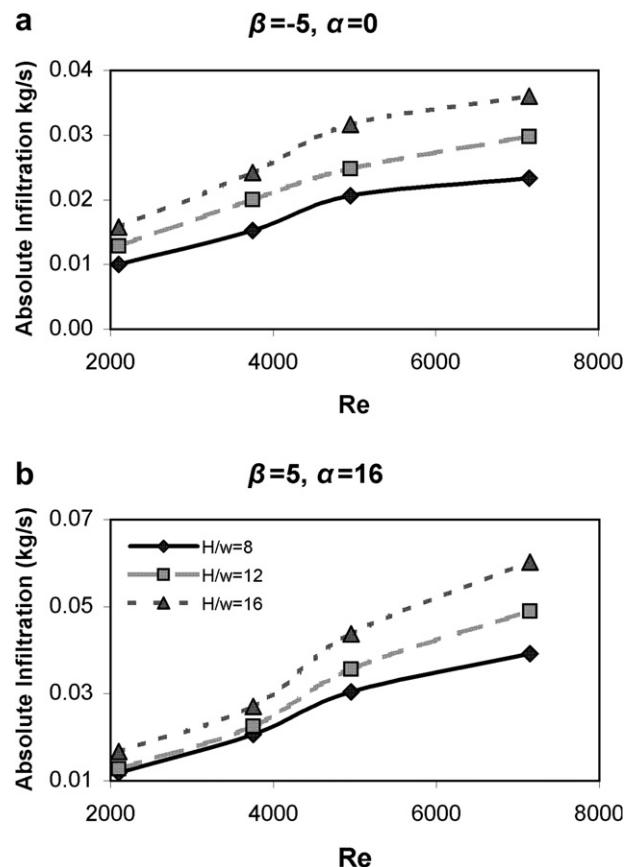 a
β=-5, α=0
Absolute Infiltration kg/s
0.04
0.03
0.02
0.01
0.00
2000 4000 6000 8000
Re
b
β=5, α=16
Absolute Infiltration (kg/s)
0.07
0.05
0.03
0.01
H/w=8
H/w=12
H/w=16
2000 4000 6000 8000
Re